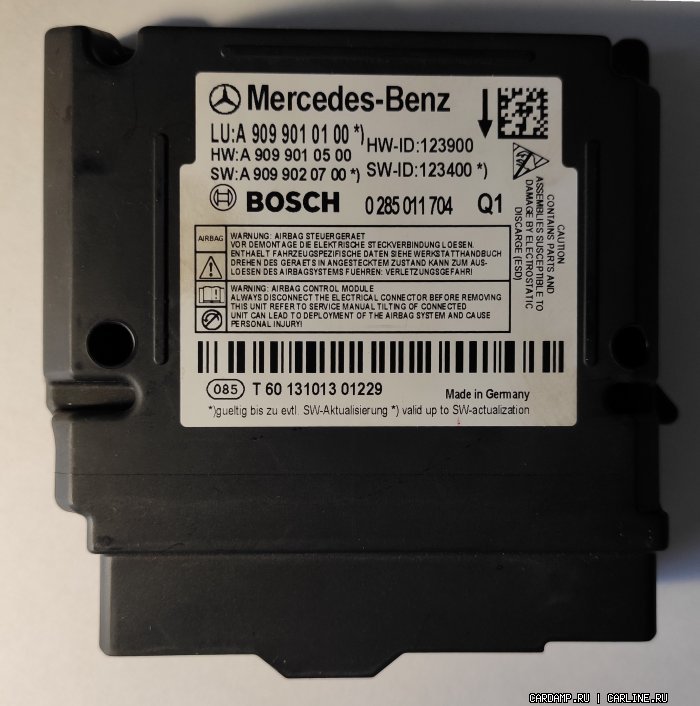 Mercedes-Benz
LU:A 909 901 01 00 *)
HW-ID:123900
HW:A 909 901 05 00
SW:A 909 902 07 00 *)
SW-ID:123400 *)
BOSCH 0 285 011 704 Q1
CAUTION
CONTAINS PARTS AND
ASSEMBLIES SUSCEPTIBLE TO
DAMAGE BY ELECTROSTATIC
DISCHARGE (ESD)
AIRBAG
WARNUNG: AIRBAG STEUERGERAET
VOR DEMONTAGE DIE ELEKTRISCHE STECKVERBINDUNG LOESEN.
ENTHAELT FAHRZEUGSPEZIFISCHE DATEN SIEHE WERKSTATTHANDBUCH
DREHEN DES GERAETS IN ANGESTECKTEM ZUSTAND KANN ZUM AUS-
LOESEN DES AIRBAGSYSTEMS FUEHREN: VERLETZUNGSGEFAHR!
WARNING: AIRBAG CONTROL MODULE
ALWAYS DISCONNECT THE ELECTRICAL CONNECTOR BEFORE REMOVING
THIS UNIT REFER TO SERVICE MANUAL TILTING OF CONNECTED
UNIT CAN LEAD TO DEPLOYMENT OF THE AIRBAG SYSTEM AND CAUSE
PERSONAL INJURY!
085 T 60 131013 01229
Made in Germany
*)gueltig bis zu evtl. SW-Aktualisierung *) valid up to SW-actualization
CARDAMP.RU | CARLINE.RU